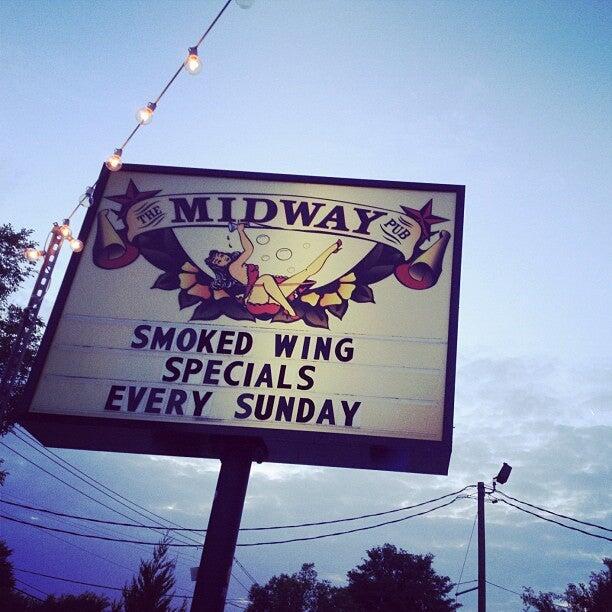 THE MIDWAY PUB
SMOKED WING
SPECIALS
EVERY SUNDAY